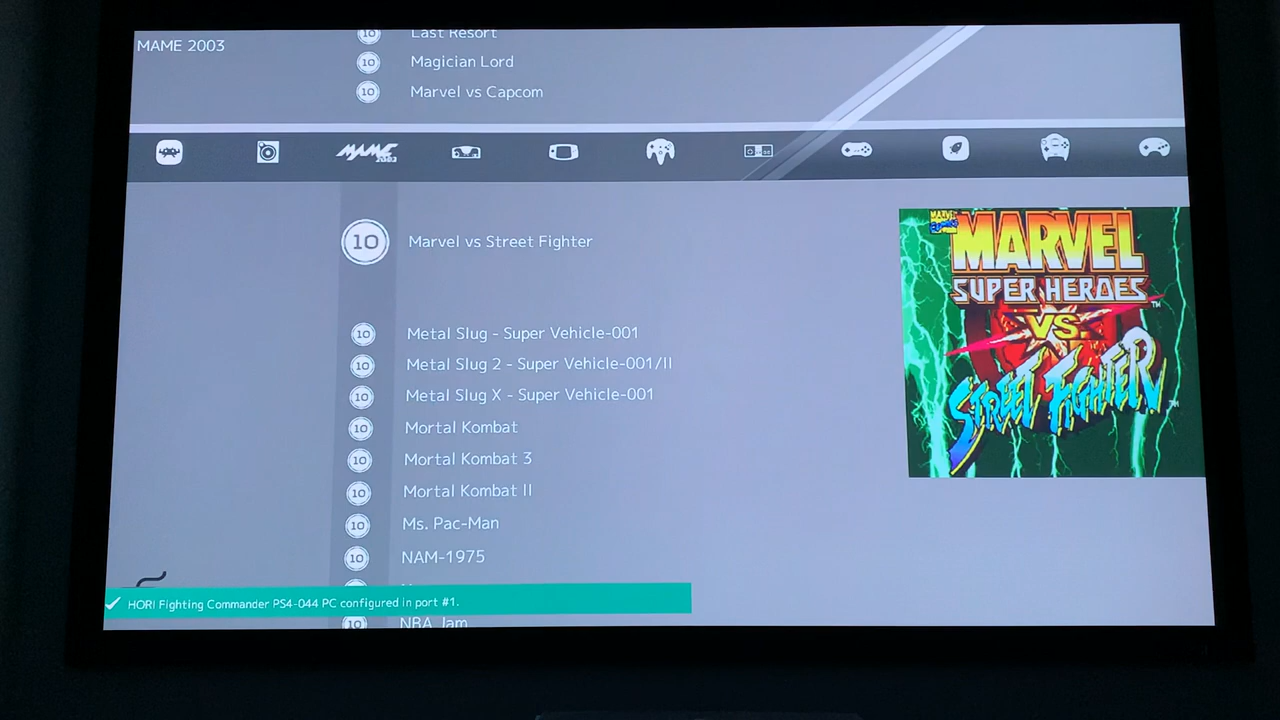 MAME 2003
10 Last Resort
10 Magician Lord
10 Marvel vs Capcom
MAME 2003
10 Marvel vs Street Fighter
MARVEL COMICS
MARVEL
SUPER HEROES
TM
VS.
STREET FIGHTER
TM
10 Metal Slug - Super Vehicle-001
10 Metal Slug 2 - Super Vehicle-001/II
10 Metal Slug X - Super Vehicle-001
10 Mortal Kombat
10 Mortal Kombat 3
10 Mortal Kombat II
10 Ms. Pac-Man
10 NAM-1975
HORI Fighting Commander PS4-044 PC configured in port #1.
10 NBA Jam